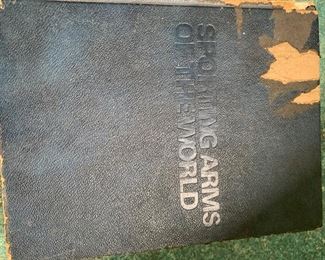 SPORTING ARMS
OF THE WORLD